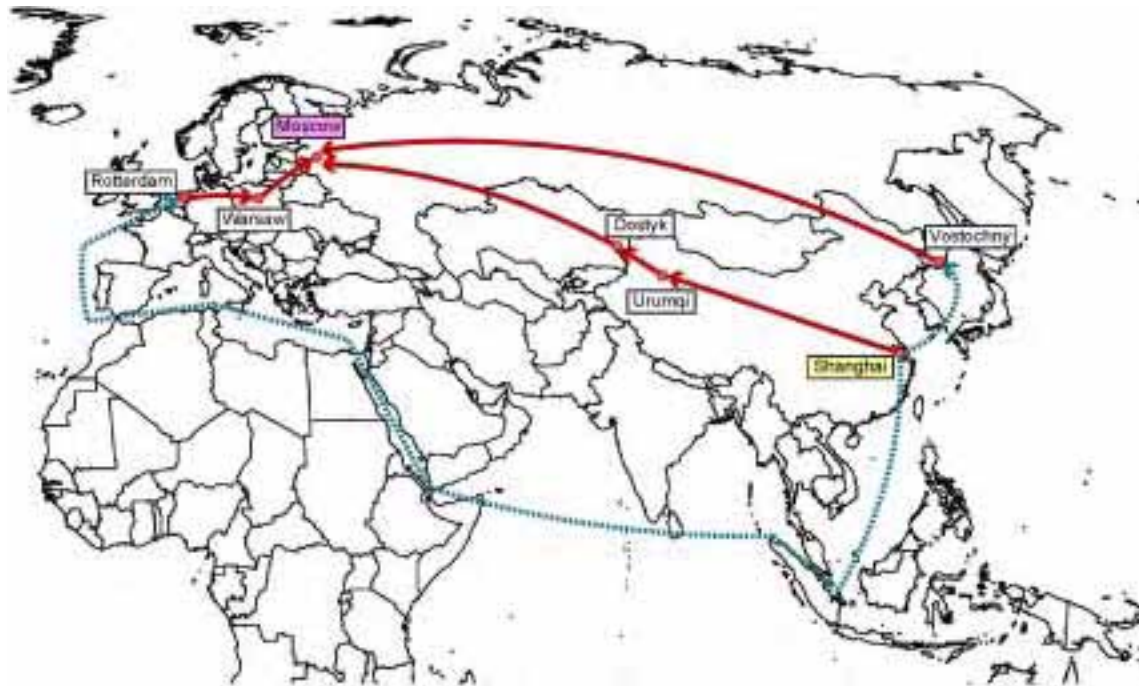 Moscow
Rotterdam
Warsaw
Dostyk
Vostochny
Urumqi
Shanghai